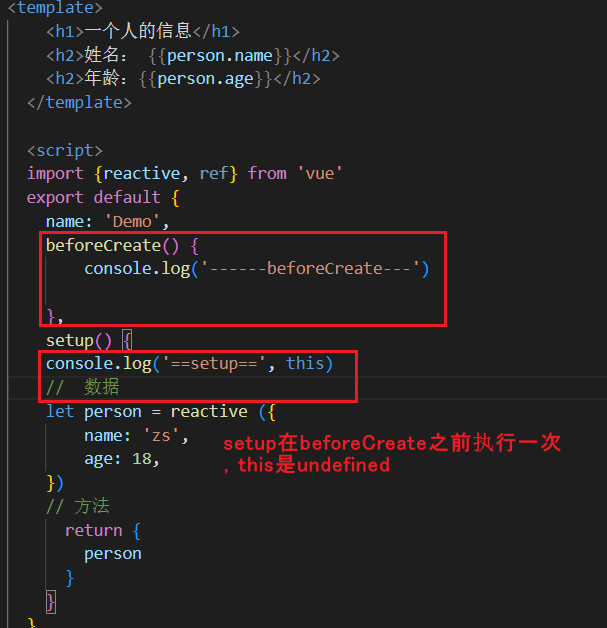 <template>
<h1>一个人的信息</h1>
<h2>姓名： {{person.name}}</h2>
<h2>年龄：{{person.age}}</h2>
</template>
<script>
import {reactive, ref} from 'vue'
export default {
name: 'Demo',
beforeCreate() {
console.log('------beforeCreate---')
},
setup() {
console.log('==setup==', this)
// 数据
let person = reactive ({
name: 'zs',
age: 18,
setup在beforeCreate之前执行一次
，this是undefined
})
// 方法
return {
person
}
}
}